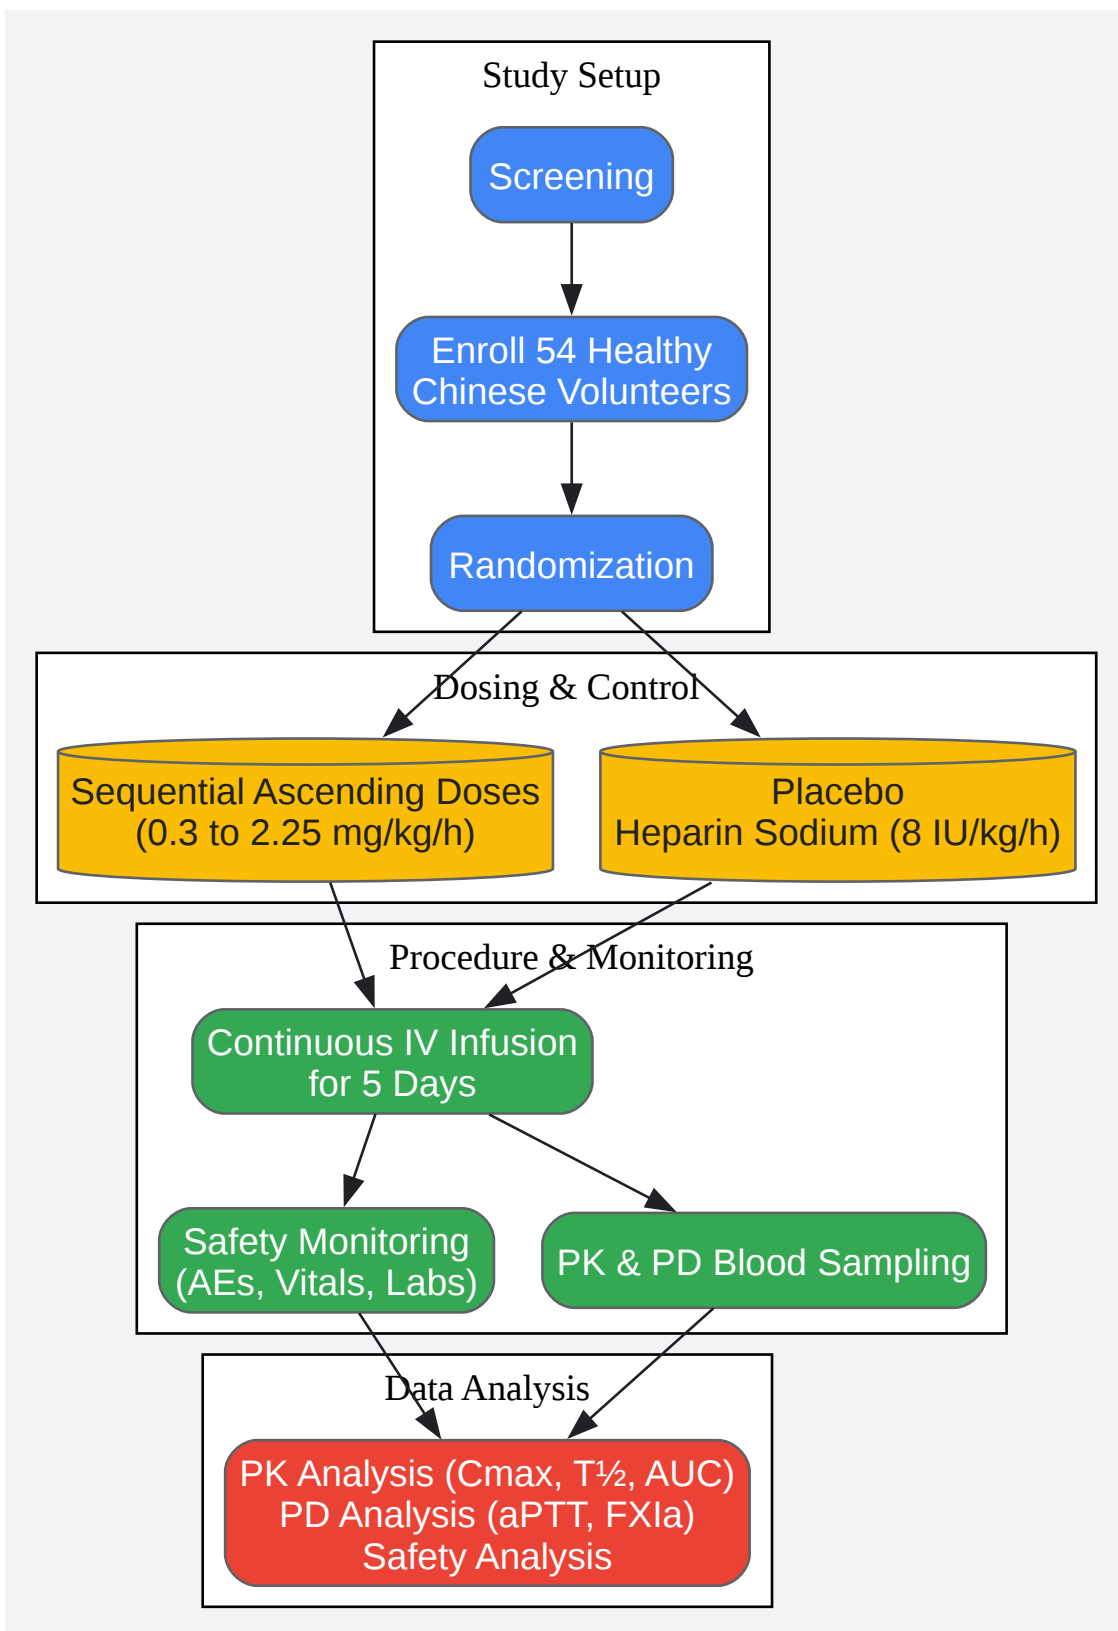 Study Setup
Screening
Enroll 54 Healthy
Chinese Volunteers
Randomization
Dosing & Control
Sequential Ascending Doses
(0.3 to 2.25 mg/kg/h)
Placebo
Heparin Sodium (8 IU/kg/h)
Procedure & Monitoring
Continuous IV Infusion
for 5 Days
Safety Monitoring
(AEs, Vitals, Labs)
PK & PD Blood Sampling
Data Analysis
PK Analysis (Cmax, T½, AUC)
PD Analysis (aPTT, FXIa)
Safety Analysis